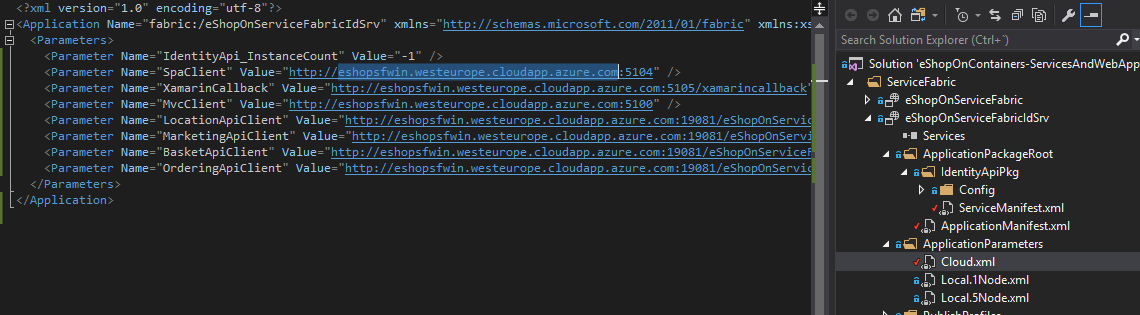 <?xml version="1.0" encoding="utf-8"?>
<Application Name="fabric:/eShopOnServiceFabricIdSrv" xmlns="http://schemas.microsoft.com/2011/01/fabric" xmlns:xs
<Parameters>
<Parameter Name="IdentityApi_InstanceCount" Value="-1" />
<Parameter Name="SpaClient" Value="http://eshopsfwin.westeurope.cloudapp.azure.com:5104" />
<Parameter Name="XamarinCallback" Value="http://eshopsfwin.westeurope.cloudapp.azure.com:5105/xamarincallback"
<Parameter Name="MvcClient" Value="http://eshopsfwin.westeurope.cloudapp.azure.com:5100" />
<Parameter Name="LocationApiClient" Value="http://eshopsfwin.westeurope.cloudapp.azure.com:19081/eShopOnServi
<Parameter Name="MarketingApiClient" Value="http://eshopsfwin.westeurope.cloudapp.azure.com:19081/eShopOnServ
<Parameter Name="BasketApiClient" Value="http://eshopsfwin.westeurope.cloudapp.azure.com:19081/eShopOnServiceF
<Parameter Name="OrderingApiClient" Value="http://eshopsfwin.westeurope.cloudapp.azure.com:19081/eShopOnServi
</Parameters>
</Application>
Search Solution Explorer (Ctrl+¨)
Solution 'eShopOnContainers-ServicesAndWebApp
ServiceFabric
eShopOnServiceFabric
eShopOnServiceFabricIdSrv
Services
ApplicationPackageRoot
IdentityApiPkg
Config
ServiceManifest.xml
ApplicationManifest.xml
ApplicationParameters
Cloud.xml
Local.1Node.xml
Local.5Node.xml
PublishProfiles